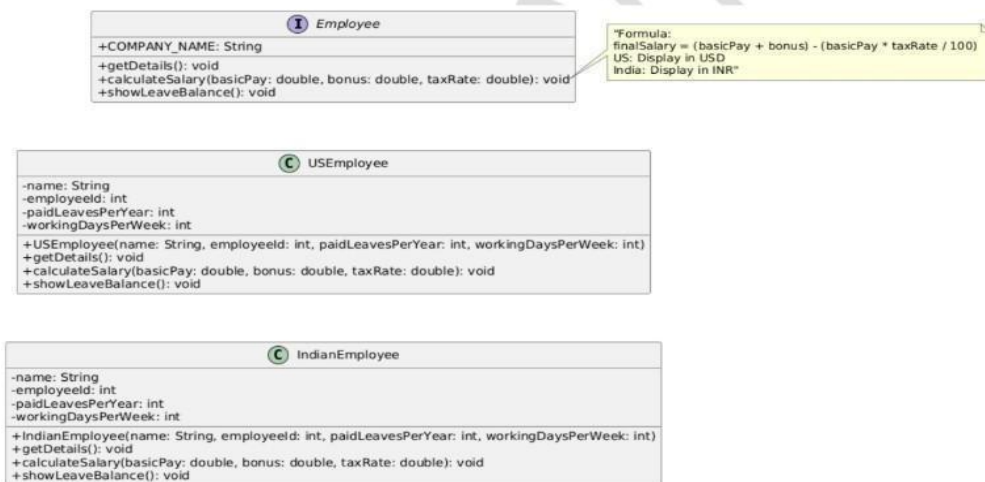 I Employee
+COMPANY_NAME: String
+getDetails(): void
+calculateSalary(basicPay: double, bonus: double, taxRate: double): void
+showLeaveBalance(): void
"Formula:
finalSalary = (basicPay + bonus) - (basicPay * taxRate / 100)
US: Display in USD
India: Display in INR"
C USEmployee
-name: String
-employeeId: int
-paidLeavesPerYear: int
-workingDaysPerWeek: int
+USEmployee(name: String, employeeId: int, paidLeavesPerYear: int, workingDaysPerWeek: int)
+getDetails(): void
+calculateSalary(basicPay: double, bonus: double, taxRate: double): void
+showLeaveBalance(): void
C IndianEmployee
-name: String
-employeeId: int
-paidLeavesPerYear: int
-workingDaysPerWeek: int
+IndianEmployee(name: String, employeeId: int, paidLeavesPerYear: int, workingDaysPerWeek: int)
+getDetails(): void
+calculateSalary(basicPay: double, bonus: double, taxRate: double): void
+showLeaveBalance(): void